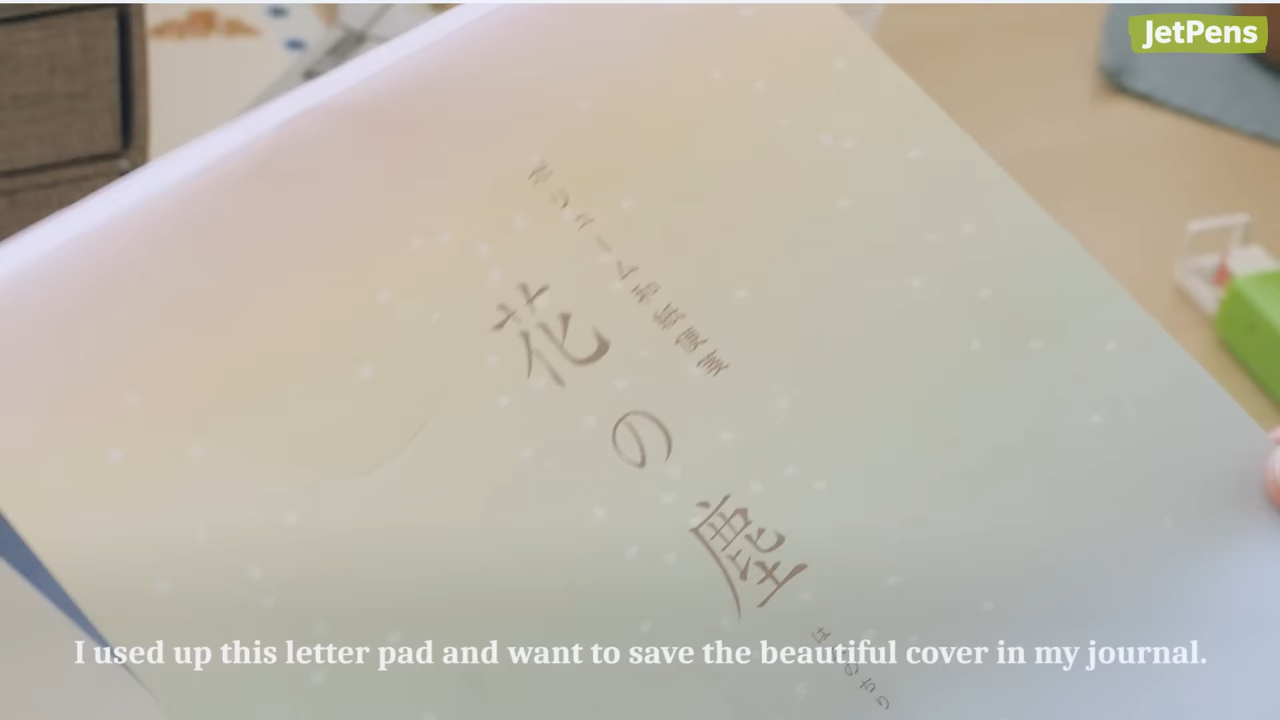 JetPens
花の塵
I used up this letter pad and want to save the beautiful cover in my journal.